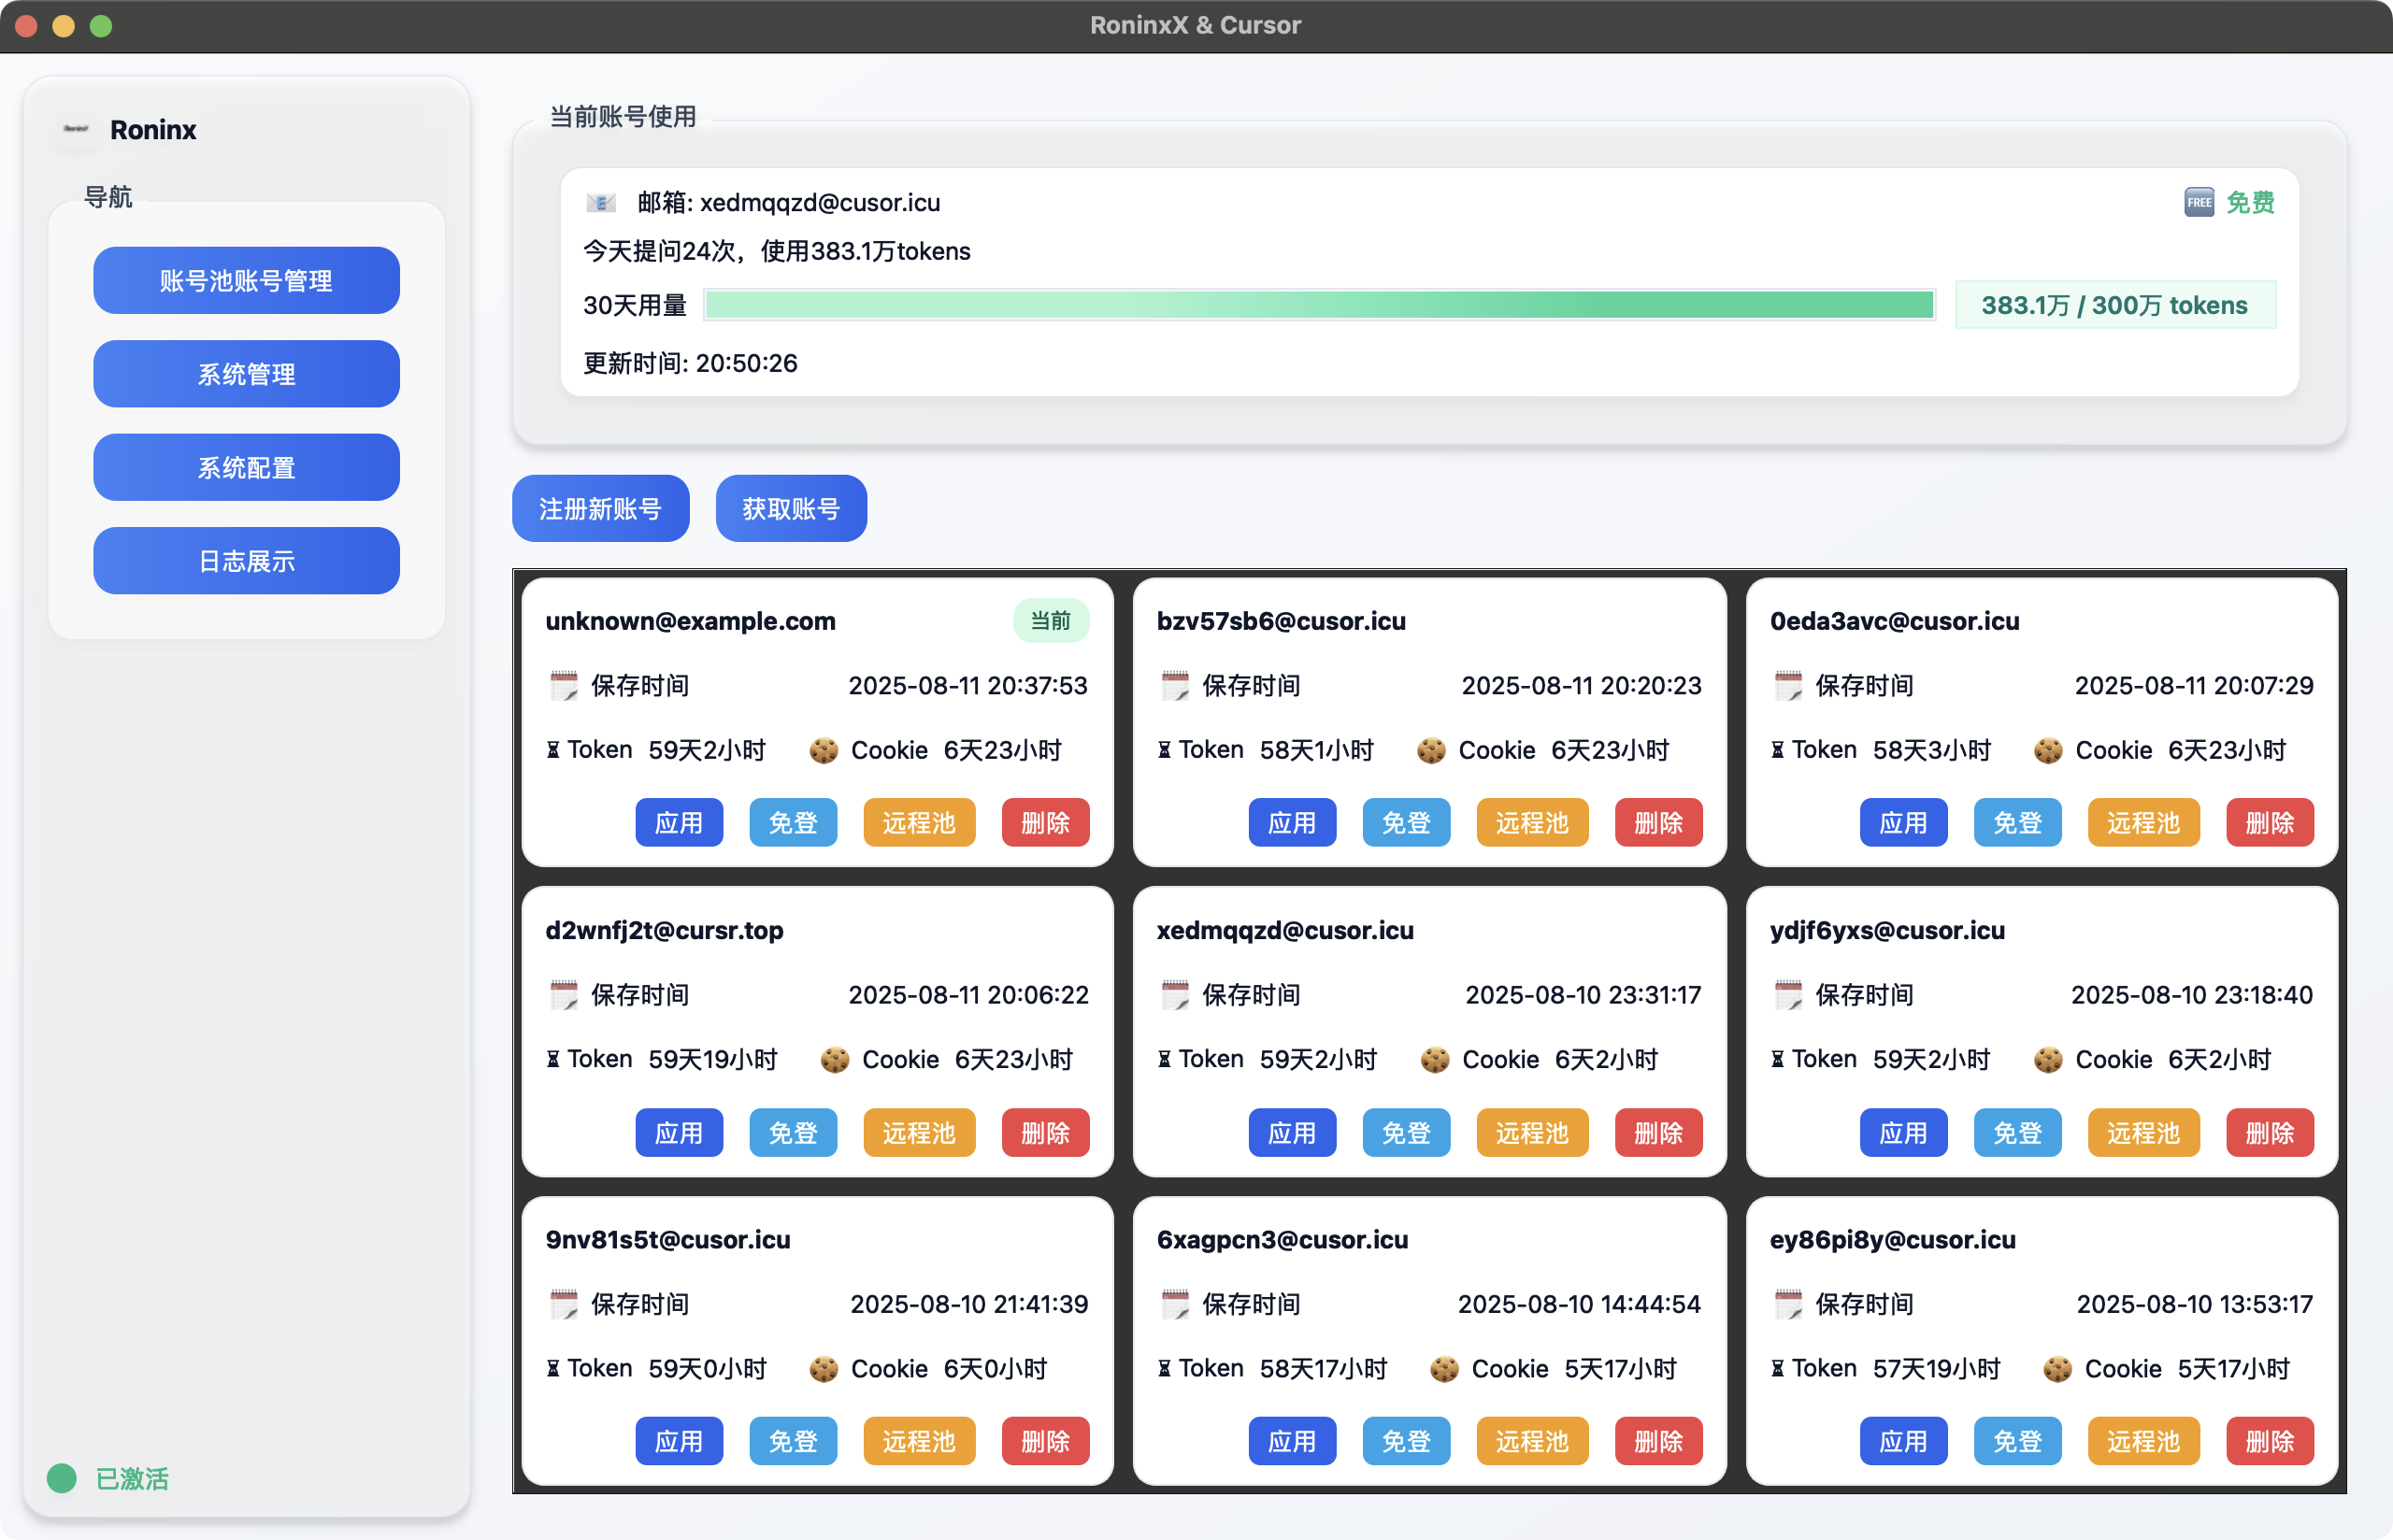 RoninxX & Cursor
Roninx
导航
账号池账号管理
系统管理
系统配置
日志展示
已激活
当前账号使用
邮箱: xedmqqzd@cusor.icu
FREE 免费
今天提问24次，使用383.1万tokens
30天用量 383.1万 / 300万 tokens
更新时间: 20:50:26
注册新账号 获取账号
unknown@example.com 当前
保存时间 2025-08-11 20:37:53
Token 59天2小时 Cookie 6天23小时
应用 免登 远程池 删除
bzv57sb6@cusor.icu
保存时间 2025-08-11 20:20:23
Token 58天1小时 Cookie 6天23小时
应用 免登 远程池 删除
0eda3avc@cusor.icu
保存时间 2025-08-11 20:07:29
Token 58天3小时 Cookie 6天23小时
应用 免登 远程池 删除
d2wnfj2t@cursr.top
保存时间 2025-08-11 20:06:22
Token 59天19小时 Cookie 6天23小时
应用 免登 远程池 删除
xedmqqzd@cusor.icu
保存时间 2025-08-10 23:31:17
Token 59天2小时 Cookie 6天2小时
应用 免登 远程池 删除
ydjf6yxs@cusor.icu
保存时间 2025-08-10 23:18:40
Token 59天2小时 Cookie 6天2小时
应用 免登 远程池 删除
9nv81s5t@cusor.icu
保存时间 2025-08-10 21:41:39
Token 59天0小时 Cookie 6天0小时
应用 免登 远程池 删除
6xagpcn3@cusor.icu
保存时间 2025-08-10 14:44:54
Token 58天17小时 Cookie 5天17小时
应用 免登 远程池 删除
ey86pi8y@cusor.icu
保存时间 2025-08-10 13:53:17
Token 57天19小时 Cookie 5天17小时
应用 免登 远程池 删除